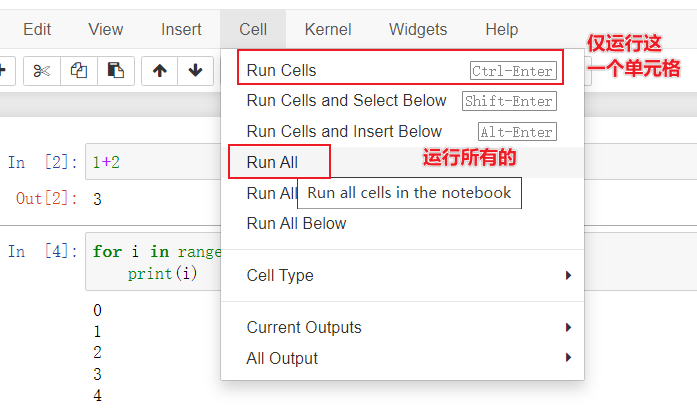 Edit View Insert Cell Kernel Widgets Help
仅运行这
一个单元格
Run Cells Ctrl-Enter
Run Cells and Select Below Shift-Enter
Run Cells and Insert Below Alt-Enter
Run All
运行所有的
Run All
Run all cells in the notebook
Run All Below
Cell Type
Current Outputs
All Output
In [2]: 1+2
Out[2]: 3
In [4]: for i in range
print(i)
0
1
2
3
4